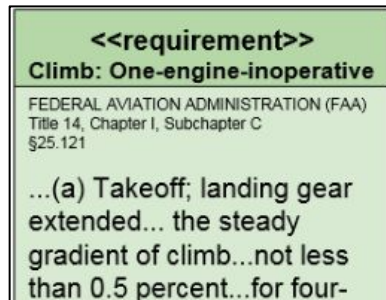 <<requirement>>
Climb: One-engine-inoperative
FEDERAL AVIATION ADMINISTRATION (FAA)
Title 14, Chapter I, Subchapter C
§25.121
...(a) Takeoff; landing gear
extended... the steady
gradient of climb...not less
than 0.5 percent...for four-